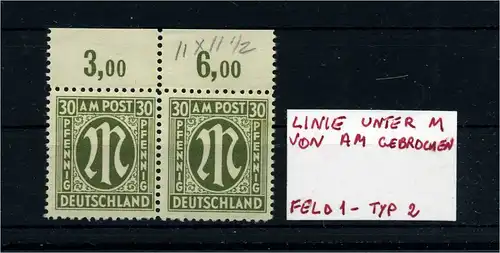 11 X 11 1/2
3,00 6,00
30 AM POST 30 30 AM POST 30
PFENNIG M PFENNIG PFENNIG M PFENNIG
DEUTSCHLAND DEUTSCHLAND
LINIE UNTER M
VON AM GEBROCHEN
FELD 1 - TYP 2